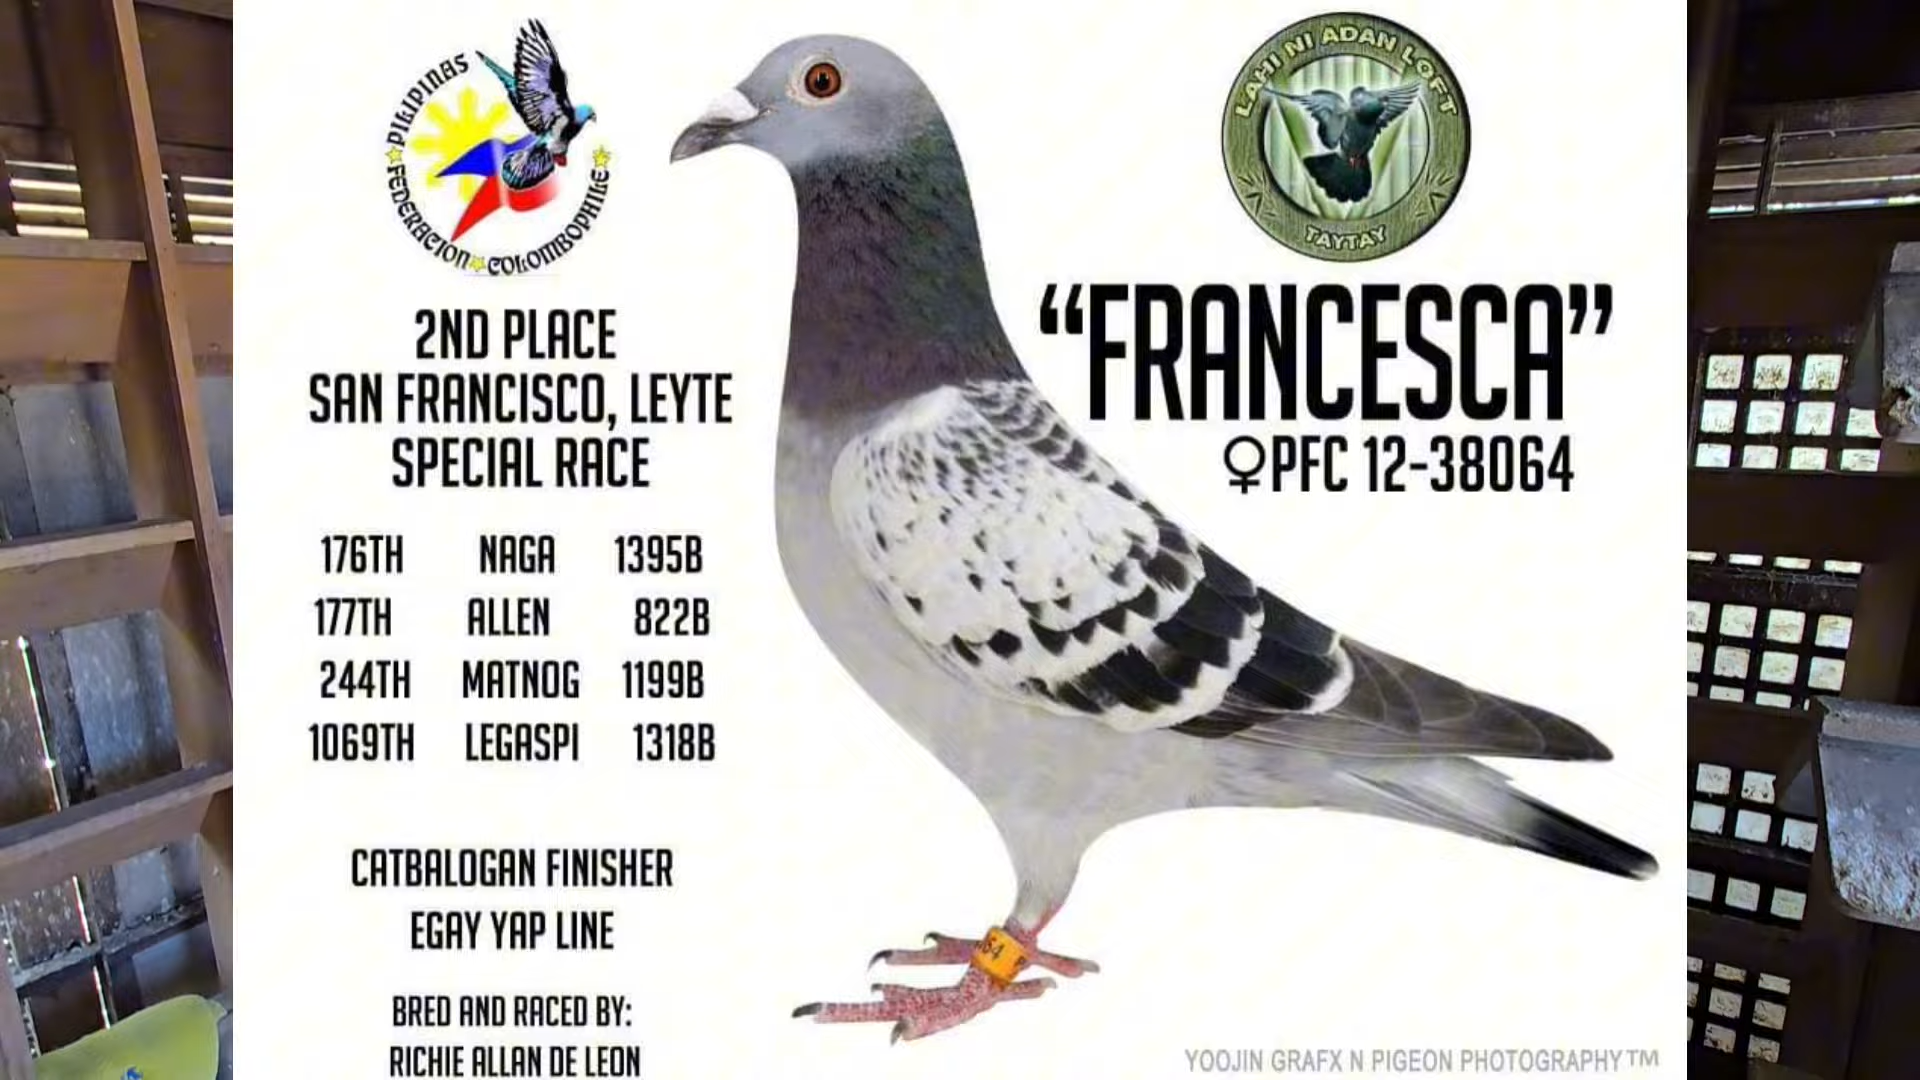 PILIPINAS
FEDERACION COLOMBOPHILE
2ND PLACE
SAN FRANCISCO, LEYTE
SPECIAL RACE
176TH NAGA 1395B
177TH ALLEN 822B
244TH MATNOG 1199B
1069TH LEGASPI 1318B
CATBALOGAN FINISHER
EGAY YAP LINE
BRED AND RACED BY:
RICHIE ALLAN DE LEON
LAHI NI ADAN LOFT
TAYTAY
“FRANCESCA”
♀PFC 12-38064
64
YOOJIN GRAFX N PIGEON PHOTOGRAPHY™